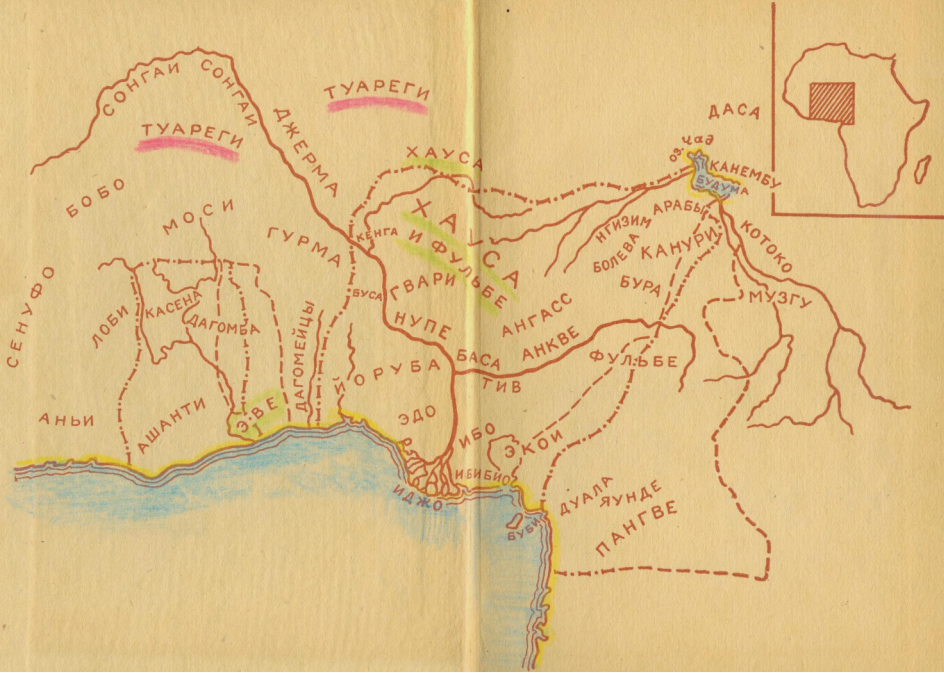 СОНГАИ
СОНГАИ
ТУАРЕГИ
ТУАРЕГИ
ДЖЕРМА
ДАСА
ХАУСА
оз. Чад
КАНЕМБУ
БУДУМА
БОБО
МОСИ
ГУРМА
КЕНГА
ХАУСА
И ФУЛЬБЕ
НГИЗИМ
АРАБЫ
БОЛЕВА
КАНУРИ
КОТОКО
СЕНУФО
ЛОБИ
КАСЕНА
ДАГОМБА
ДАГОМЕЙЦЫ
БУСА
ГВАРИ
НУПЕ
АНГАСС
БУРА
МУЗГУ
БАСА
АНКВЕ
ФУЛЬБЕ
ЙОРУБА
ТИВ
АНЬИ
АШАНТИ
ЭВЕ
ЭДО
ИБО
ЭКОИ
ИБИБИО
ИДЖО
БУБИ
ДУАЛА
ЯУНДЕ
ПАНГВЕ